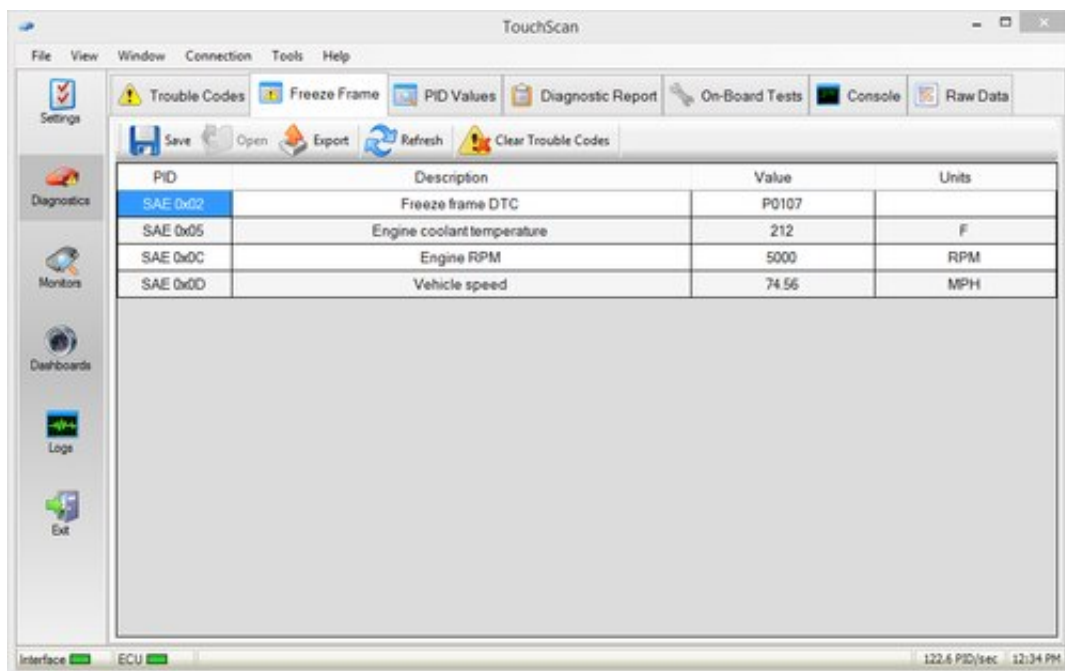 TouchScan
File View Window Connection Tools Help
Settings
Diagnostics
Monitors
Dashboards
Logs
Exit
Trouble Codes Freeze Frame PID Values Diagnostic Report On-Board Tests Console Raw Data
Save Open Export Refresh Clear Trouble Codes
PID Description Value Units
SAE 0x02 Freeze frame DTC P0107
SAE 0x05 Engine coolant temperature 212 F
SAE 0x0C Engine RPM 5000 RPM
SAE 0x0D Vehicle speed 74.56 MPH
Interface ECU 122.6 PID/sec 12:34 PM